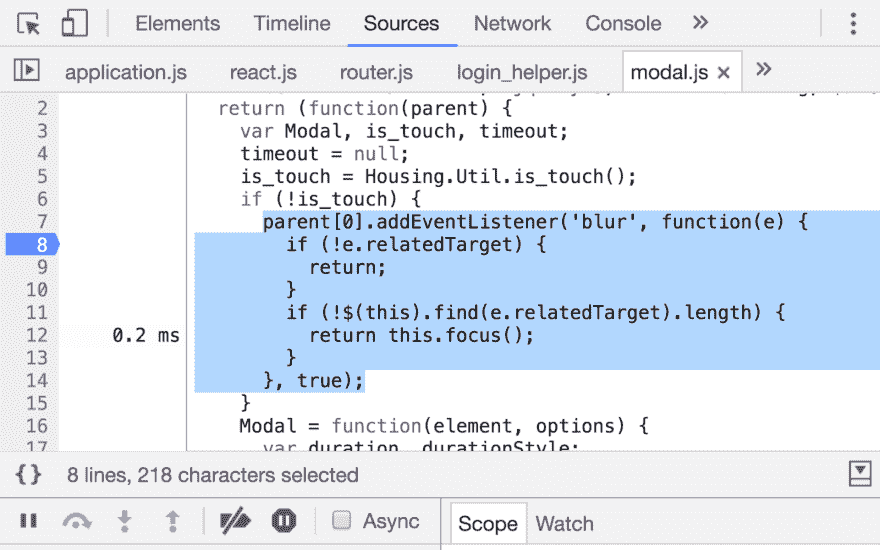 Elements Timeline Sources Network Console »
application.js react.js router.js login_helper.js modal.js × »
2 return (function(parent) {
3 var Modal, is_touch, timeout;
4 timeout = null;
5 is_touch = Housing.Util.is_touch();
6 if (!is_touch) {
7 parent[0].addEventListener('blur', function(e) {
8 if (!e.relatedTarget) {
9 return;
10 }
11 if (!$(this).find(e.relatedTarget).length) {
12 0.2 ms return this.focus();
13 }
14 }, true);
15 }
16 Modal = function(element, options) {
17 var duration, durationStyle;
{} 8 lines, 218 characters selected
Async Scope Watch